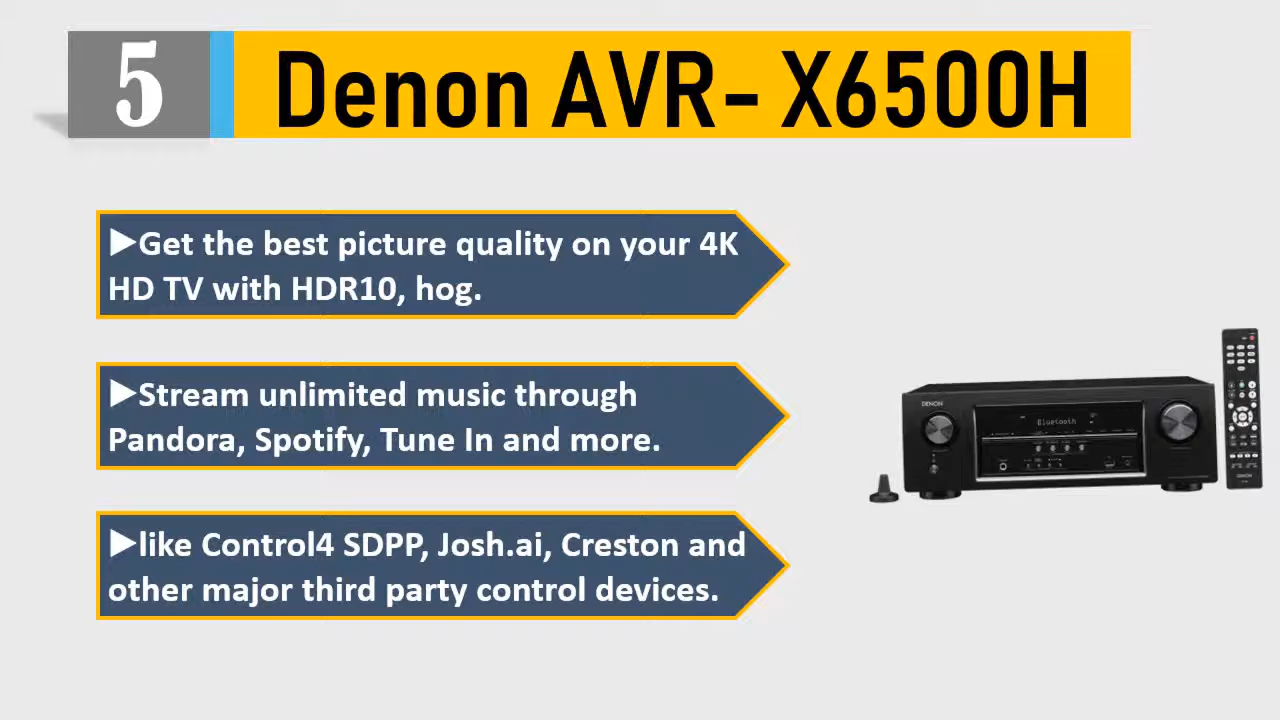 5
Denon AVR- X6500H
▶Get the best picture quality on your 4K
HD TV with HDR10, hog.
▶Stream unlimited music through
Pandora, Spotify, Tune In and more.
▶like Control4 SDPP, Josh.ai, Creston and
other major third party control devices.
DENON
Bluetooth
DENON